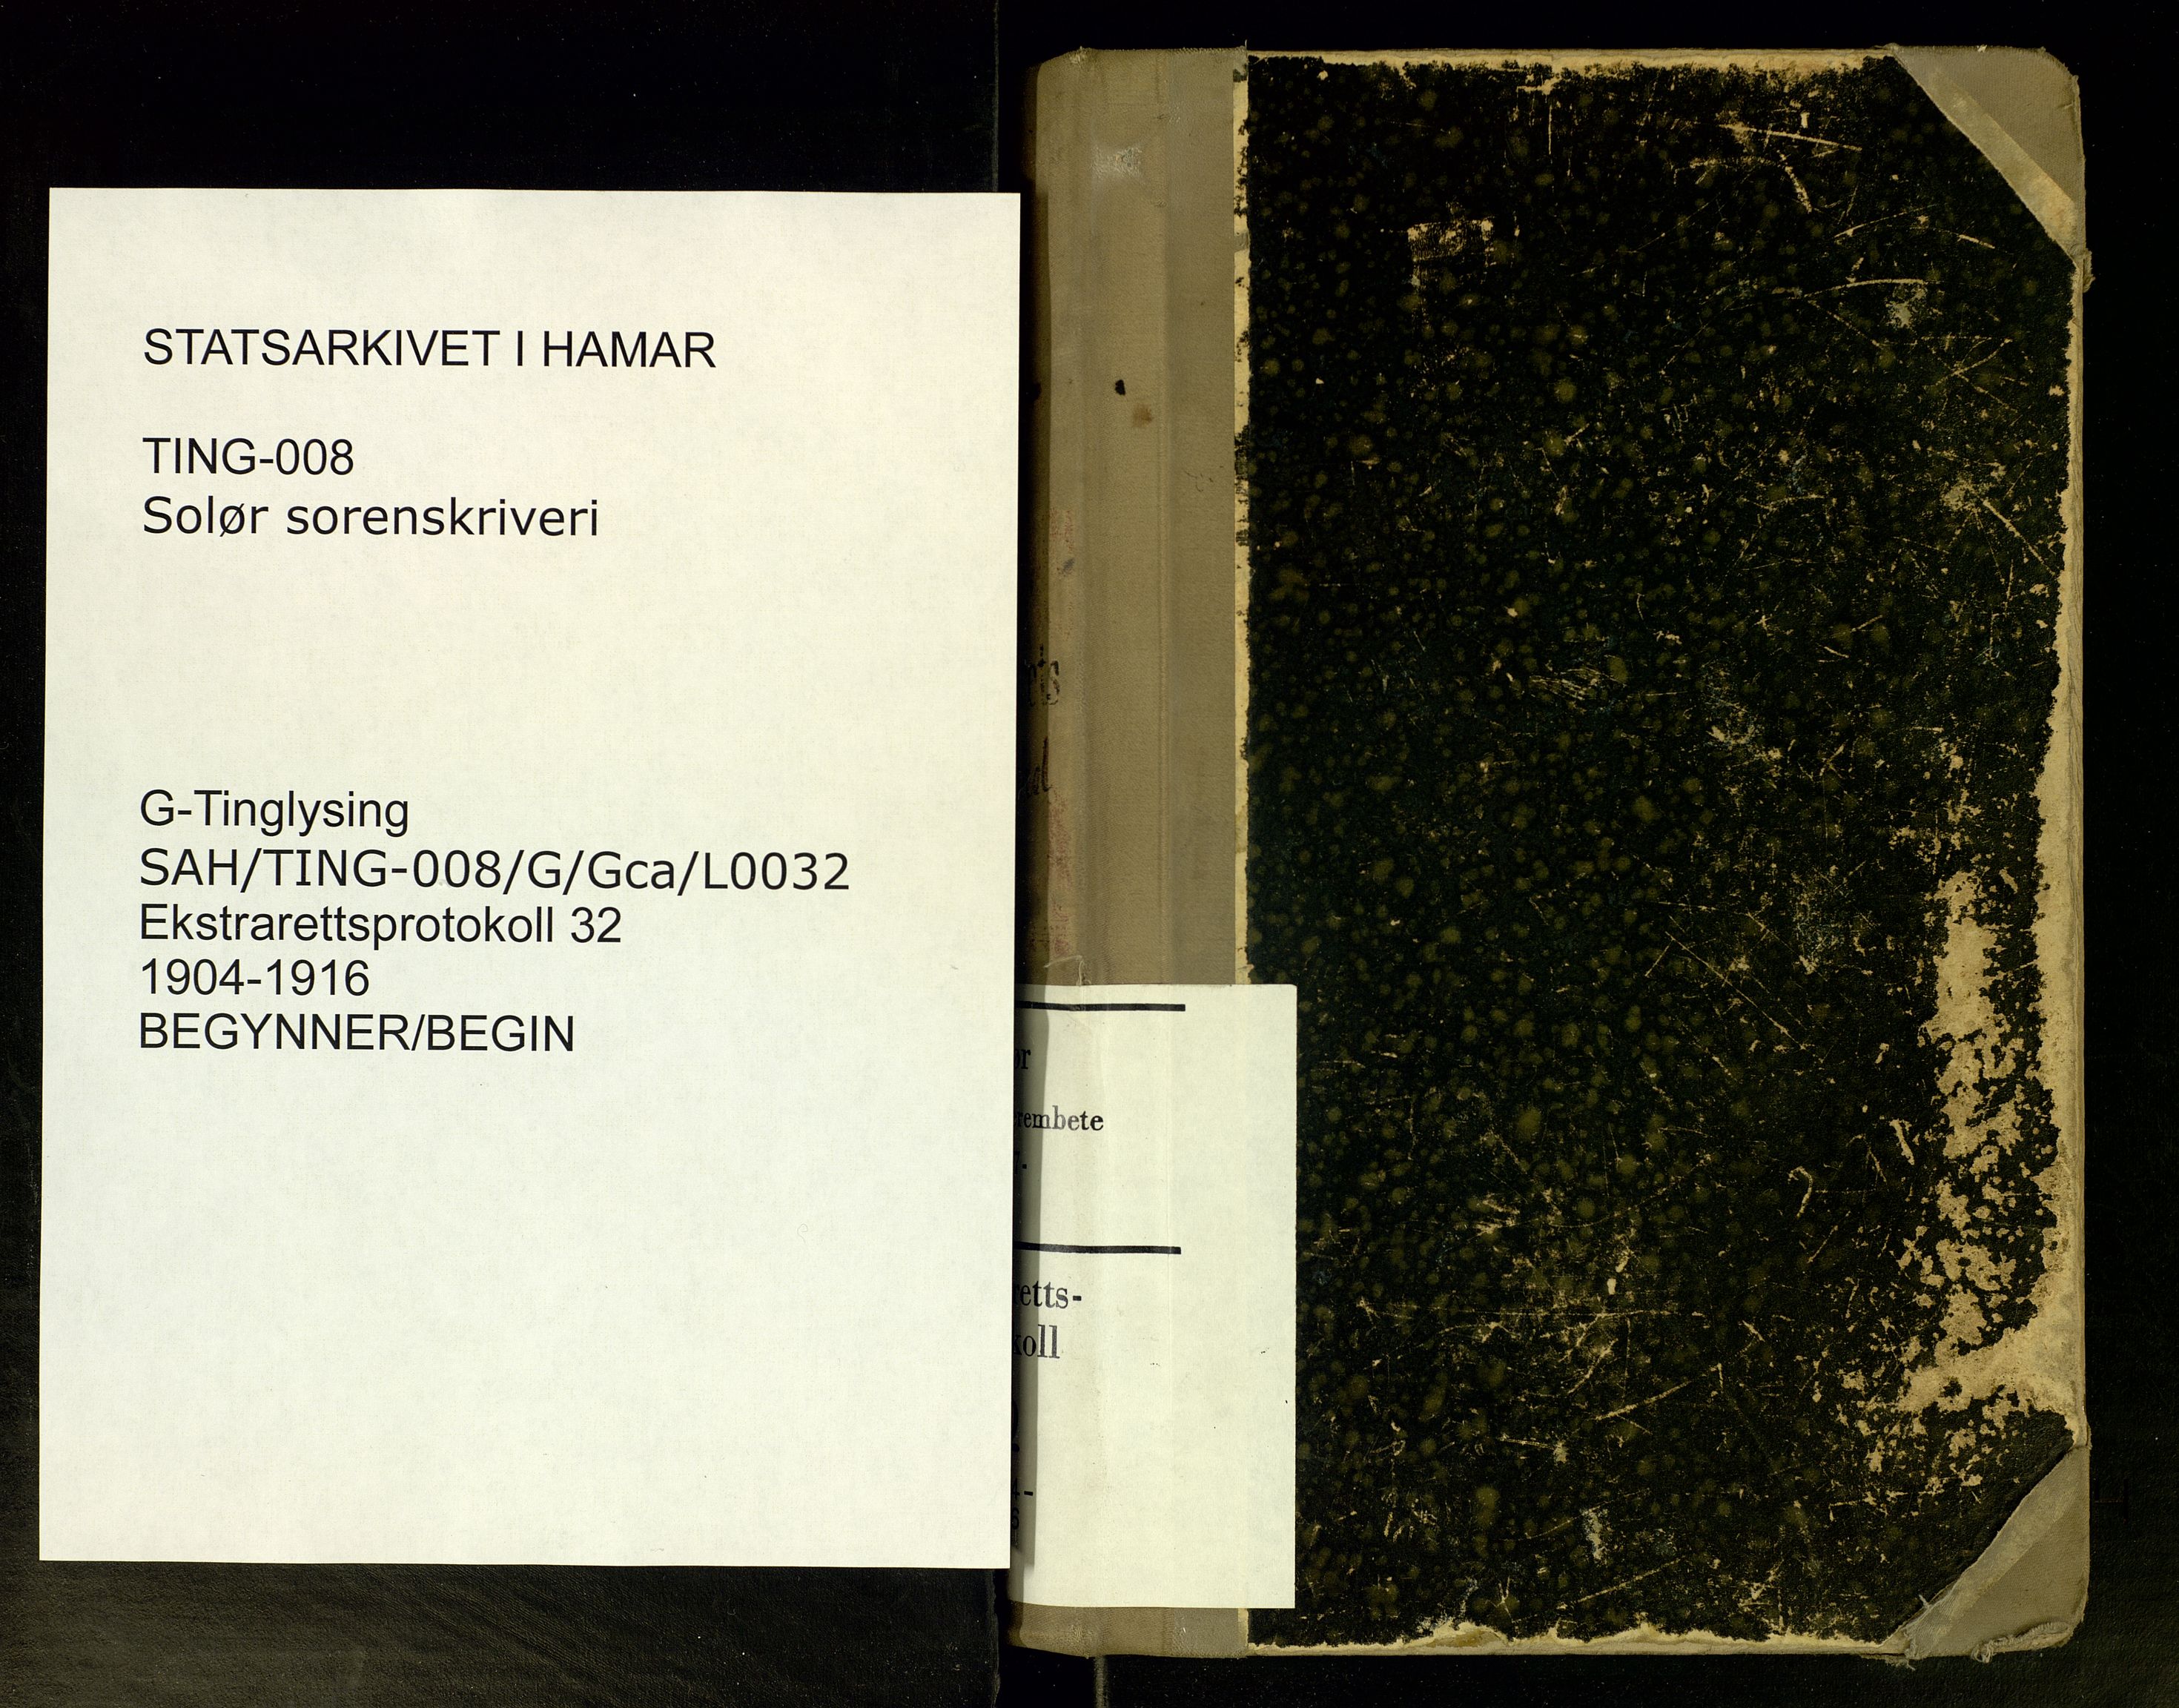 STATSARKIVET I HAMAR
TING-008
Solør sorenskriveri
G-Tinglysing
SAH/TING-008/G/Gca/L0032
Ekstrarettsprotokoll 32
1904-1916
BEGYNNER/BEGIN
rembete
retts-
koll